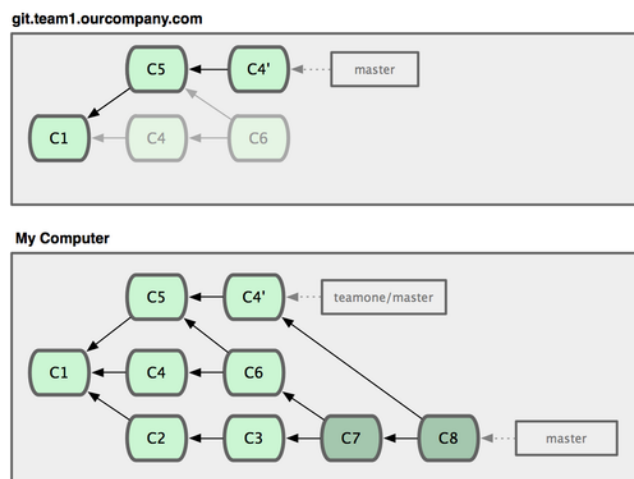 git.team1.ourcompany.com
C5 C4' master
C1 C4 C6
My Computer
C5 C4' teamone/master
C1 C4 C6
C2 C3 C7 C8 master